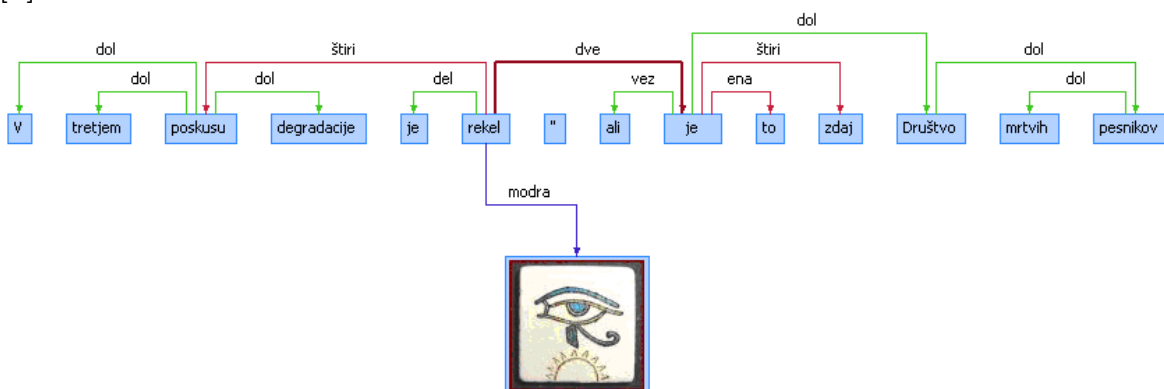 dol
dol štiri dve štiri dol
dol dol del vez ena dol
V tretjem poskusu degradacije je rekel " ali je to zdaj Društvo mrtvih pesnikov
modra